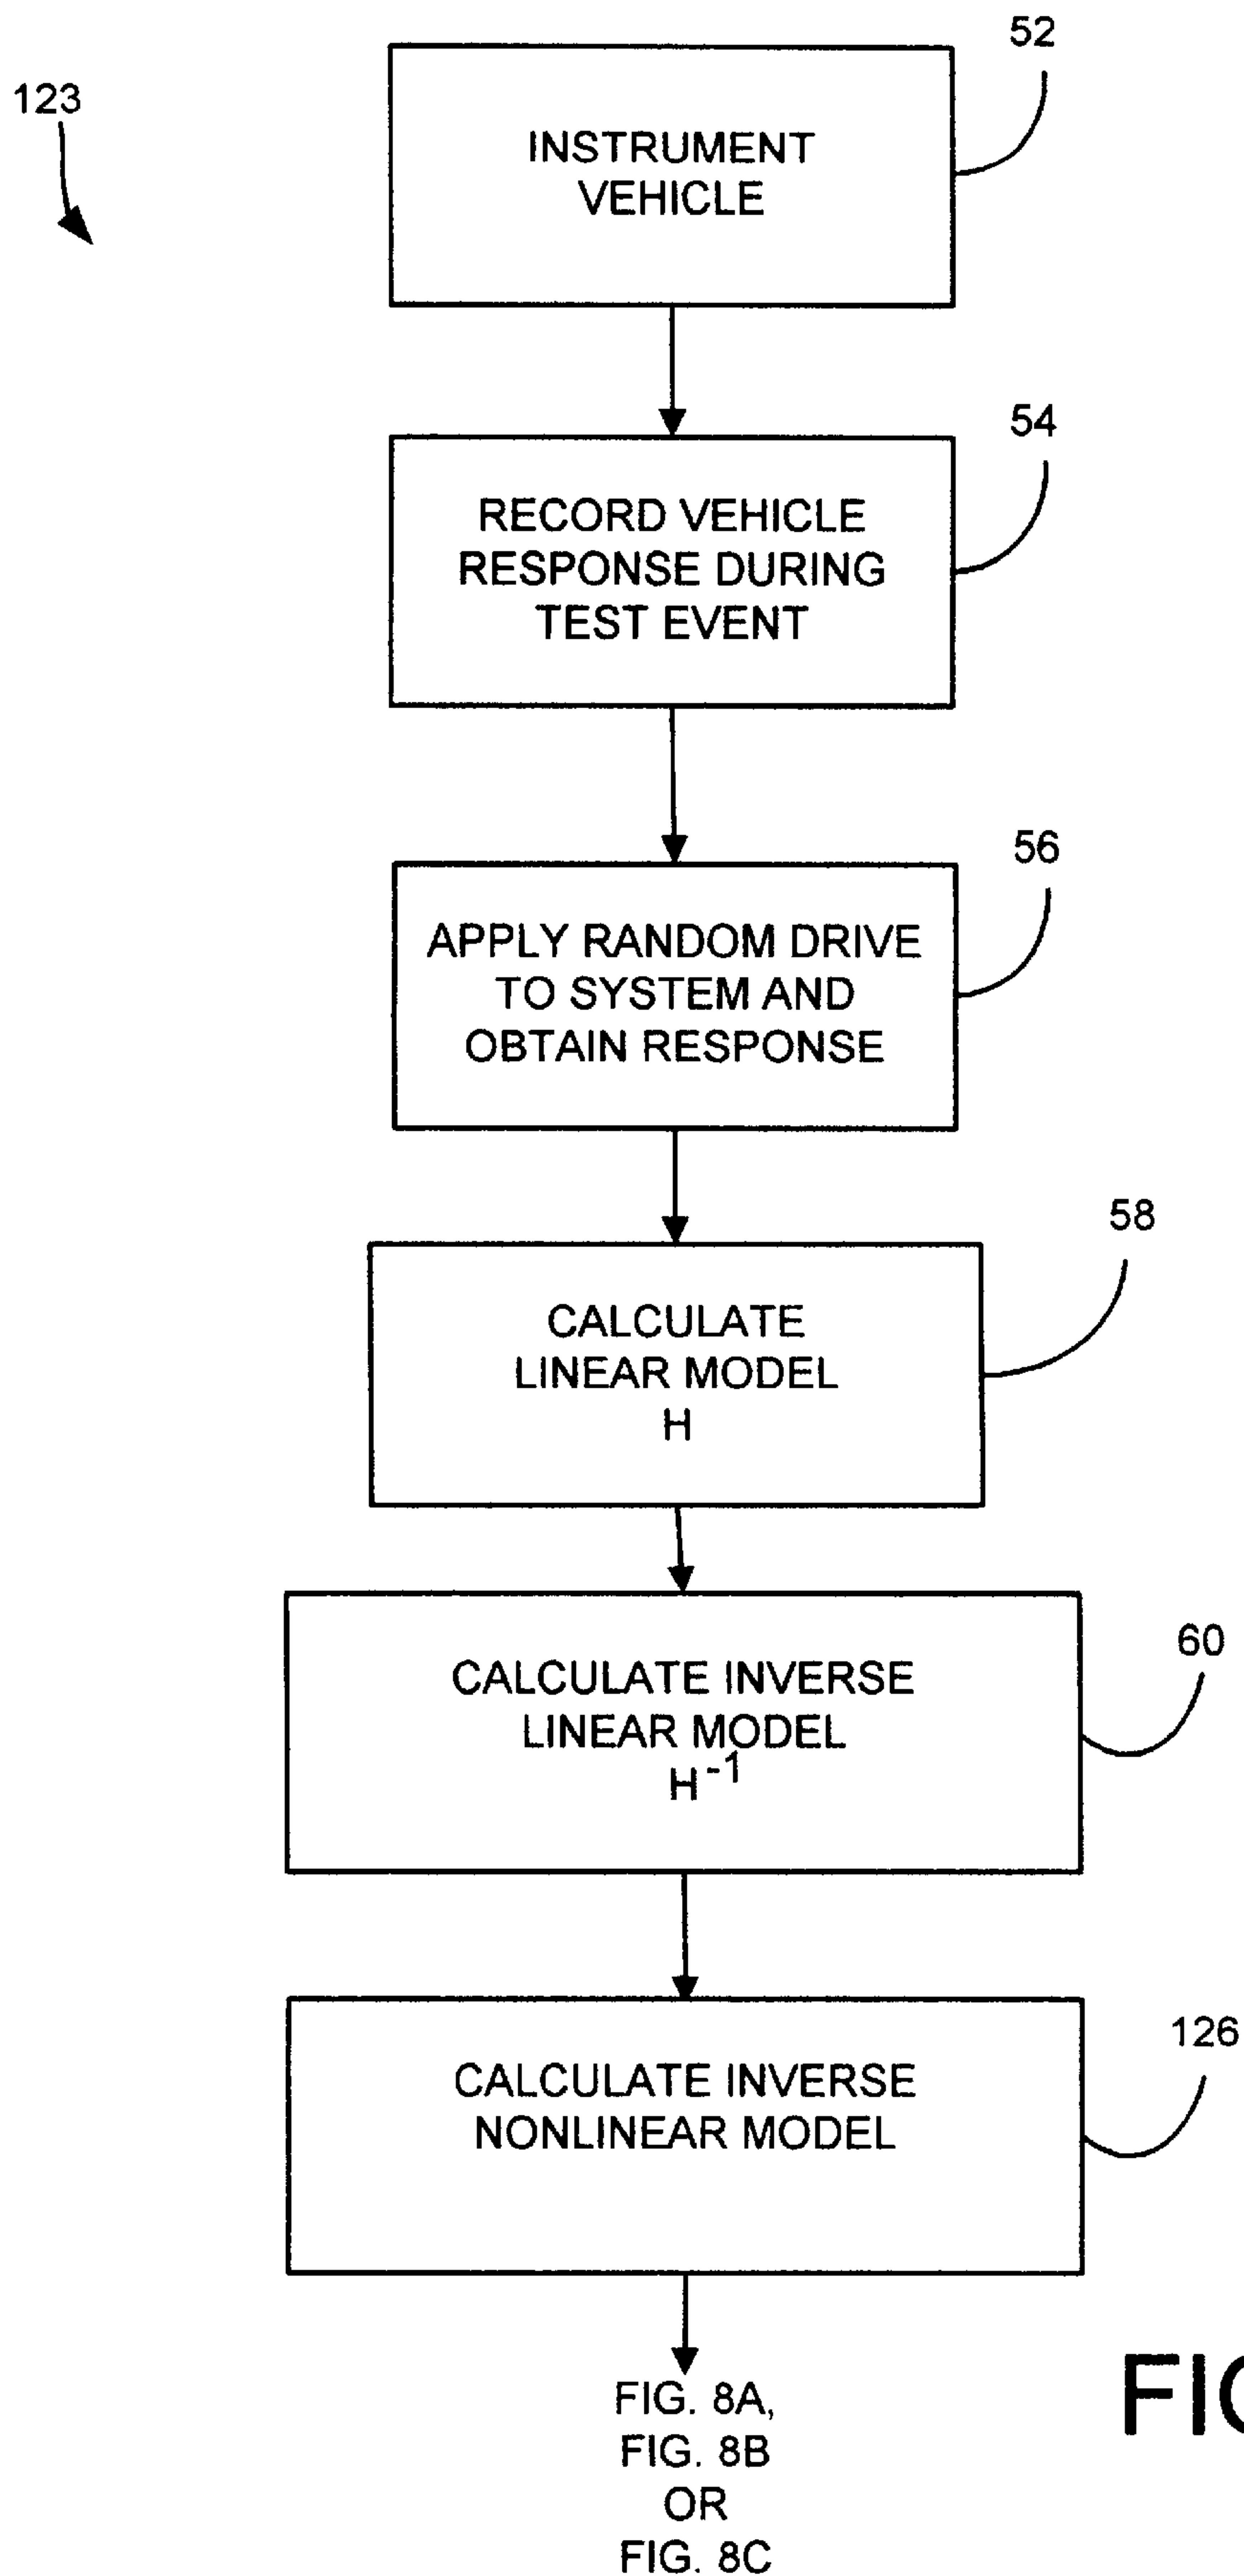 52
123
INSTRUMENT
VEHICLE
54
RECORD VEHICLE
RESPONSE DURING
TEST EVENT
56
APPLY RANDOM DRIVE
TO SYSTEM AND
OBTAIN RESPONSE
58
CALCULATE
LINEAR MODEL
H
60
CALCULATE INVERSE
LINEAR MODEL
H⁻¹
126
CALCULATE INVERSE
NONLINEAR MODEL
FIG. 8A,
FIG. 8B
OR
FIG. 8C